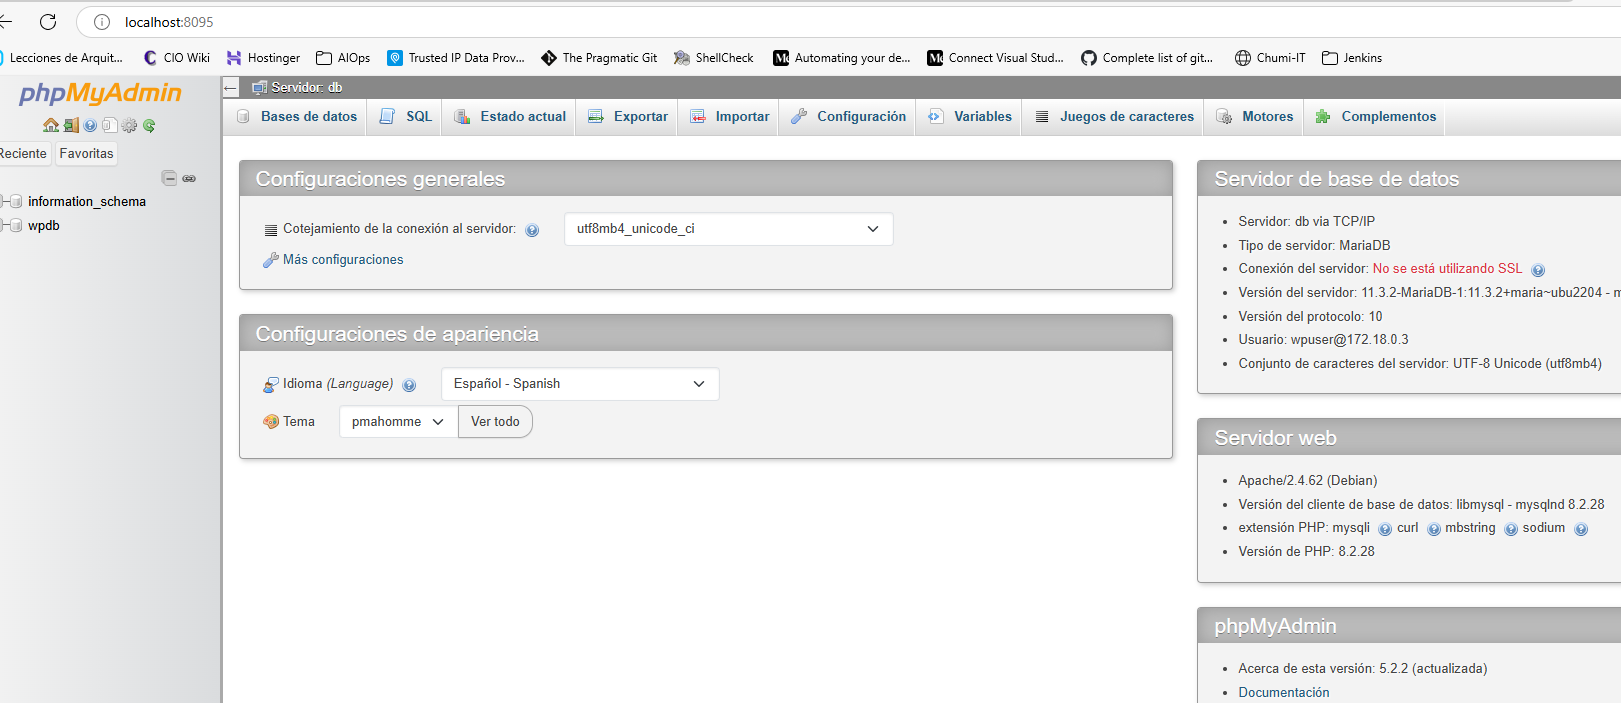 localhost:8095
Lecciones de Arquit...
CIO Wiki
Hostinger
AIOps
Trusted IP Data Prov...
The Pragmatic Git
ShellCheck
Automating your de...
Connect Visual Stud...
Complete list of git...
Chumi-IT
Jenkins
phpMyAdmin
Reciente
Favoritas
information_schema
wpdb
Servidor: db
Bases de datos
SQL
Estado actual
Exportar
Importar
Configuración
Variables
Juegos de caracteres
Motores
Complementos
Configuraciones generales
Cotejamiento de la conexión al servidor:
utf8mb4_unicode_ci
Más configuraciones
Configuraciones de apariencia
Idioma (Language)
Español - Spanish
Tema
pmahomme
Ver todo
Servidor de base de datos
Servidor: db via TCP/IP
Tipo de servidor: MariaDB
Conexión del servidor: No se está utilizando SSL
Versión del servidor: 11.3.2-MariaDB-1:11.3.2+maria~ubu2204 -
Versión del protocolo: 10
Usuario: wpuser@172.18.0.3
Conjunto de caracteres del servidor: UTF-8 Unicode (utf8mb4)
Servidor web
Apache/2.4.62 (Debian)
Versión del cliente de base de datos: libmysql - mysqlnd 8.2.28
extensión PHP: mysqli curl mbstring sodium
Versión de PHP: 8.2.28
phpMyAdmin
Acerca de esta versión: 5.2.2 (actualizada)
Documentación